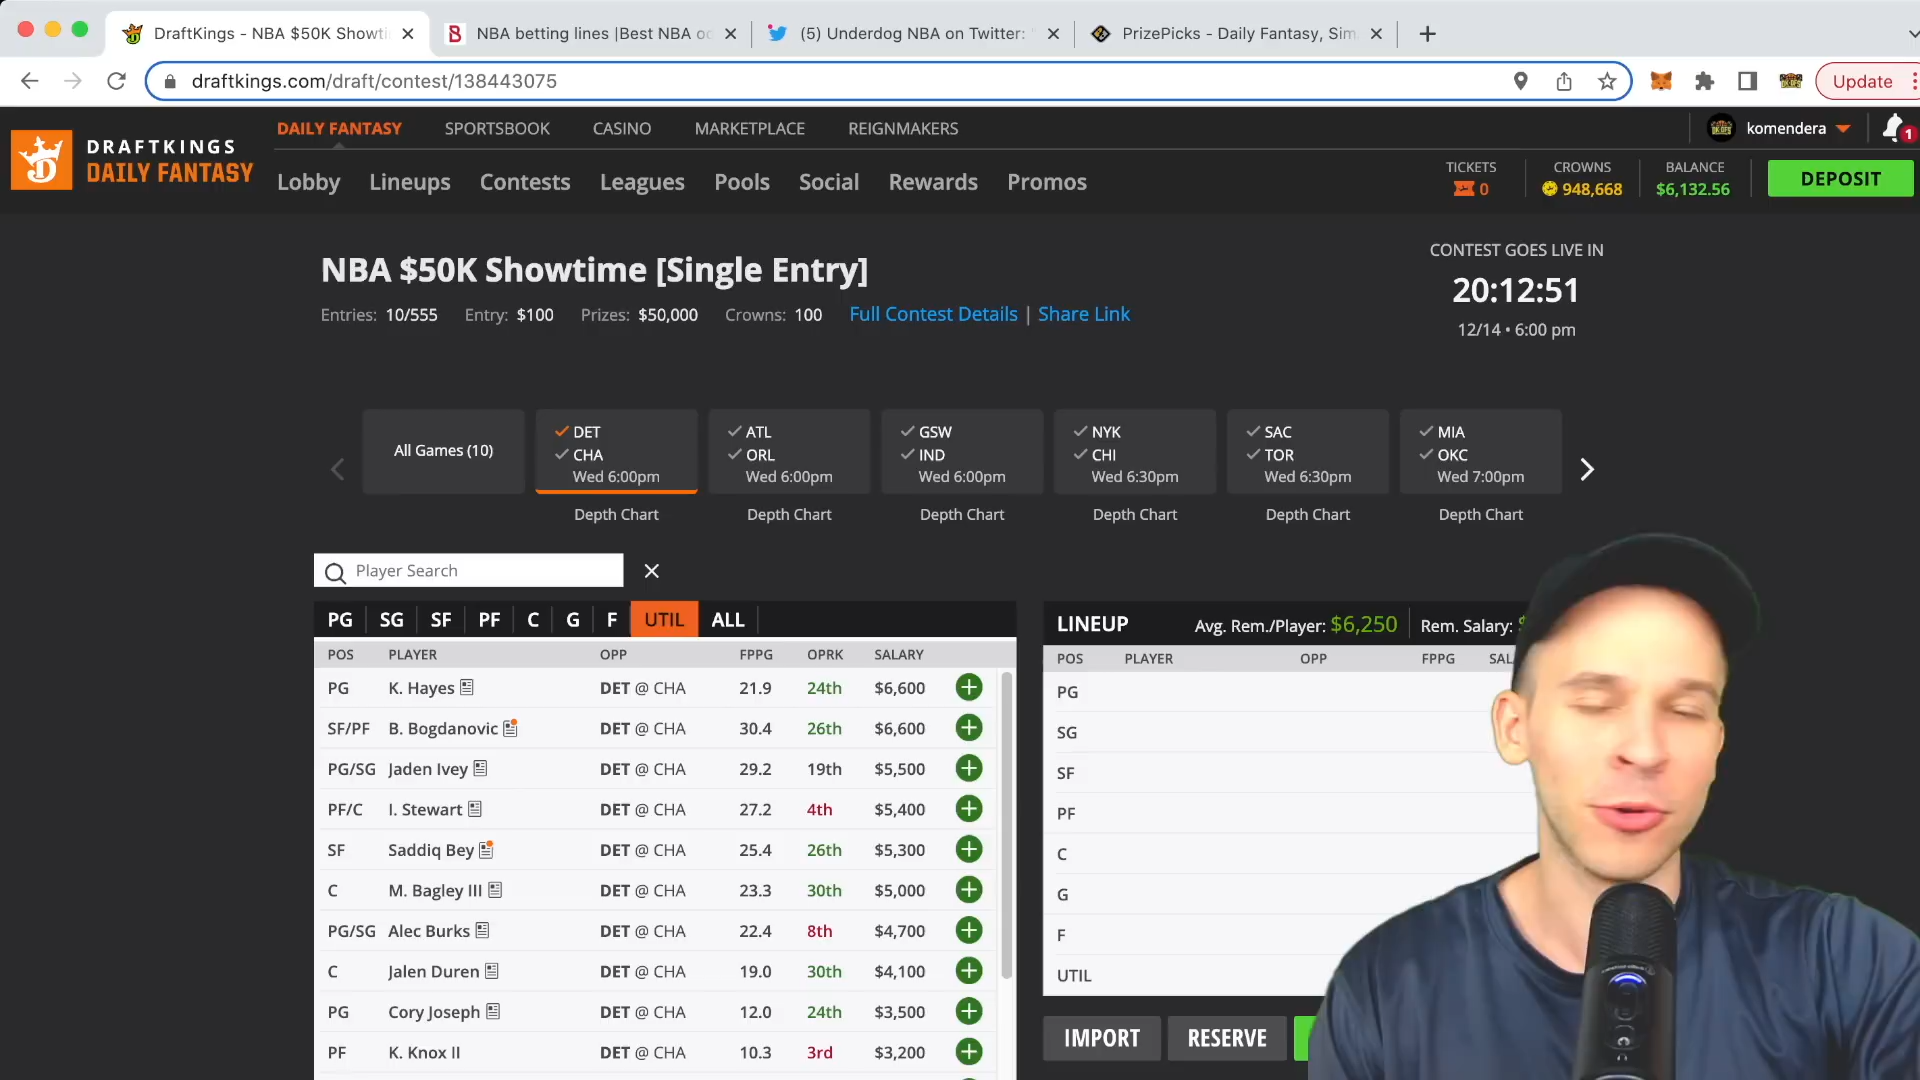 DraftKings - NBA $50K Showti
NBA betting lines |Best NBA o
(5) Underdog NBA on Twitter:
PrizePicks - Daily Fantasy, Sim
draftkings.com/draft/contest/138443075
Update
DRAFTKINGS
DAILY FANTASY
DAILY FANTASY SPORTSBOOK CASINO MARKETPLACE REIGNMAKERS
komendera
1
Lobby Lineups Contests Leagues Pools Social Rewards Promos
TICKETS
0
CROWNS
948,668
BALANCE
$6,132.56
DEPOSIT
NBA $50K Showtime [Single Entry]
Entries: 10/555 Entry: $100 Prizes: $50,000 Crowns: 100 Full Contest Details | Share Link
CONTEST GOES LIVE IN
20:12:51
12/14 • 6:00 pm
All Games (10)
DET
CHA
Wed 6:00pm
Depth Chart
ATL
ORL
Wed 6:00pm
Depth Chart
GSW
IND
Wed 6:00pm
Depth Chart
NYK
CHI
Wed 6:30pm
Depth Chart
SAC
TOR
Wed 6:30pm
Depth Chart
MIA
OKC
Wed 7:00pm
Depth Chart
Player Search
PG SG SF PF C G F UTIL ALL
POS PLAYER OPP FPPG OPRK SALARY
PG K. Hayes DET @ CHA 21.9 24th $6,600
SF/PF B. Bogdanovic DET @ CHA 30.4 26th $6,600
PG/SG Jaden Ivey DET @ CHA 29.2 19th $5,500
PF/C I. Stewart DET @ CHA 27.2 4th $5,400
SF Saddiq Bey DET @ CHA 25.4 26th $5,300
C M. Bagley III DET @ CHA 23.3 30th $5,000
PG/SG Alec Burks DET @ CHA 22.4 8th $4,700
C Jalen Duren DET @ CHA 19.0 30th $4,100
PG Cory Joseph DET @ CHA 12.0 24th $3,500
PF K. Knox II DET @ CHA 10.3 3rd $3,200
LINEUP Avg. Rem./Player: $6,250 Rem. Salary:
POS PLAYER OPP FPPG SAL
PG
SG
SF
PF
C
G
F
UTIL
IMPORT RESERVE